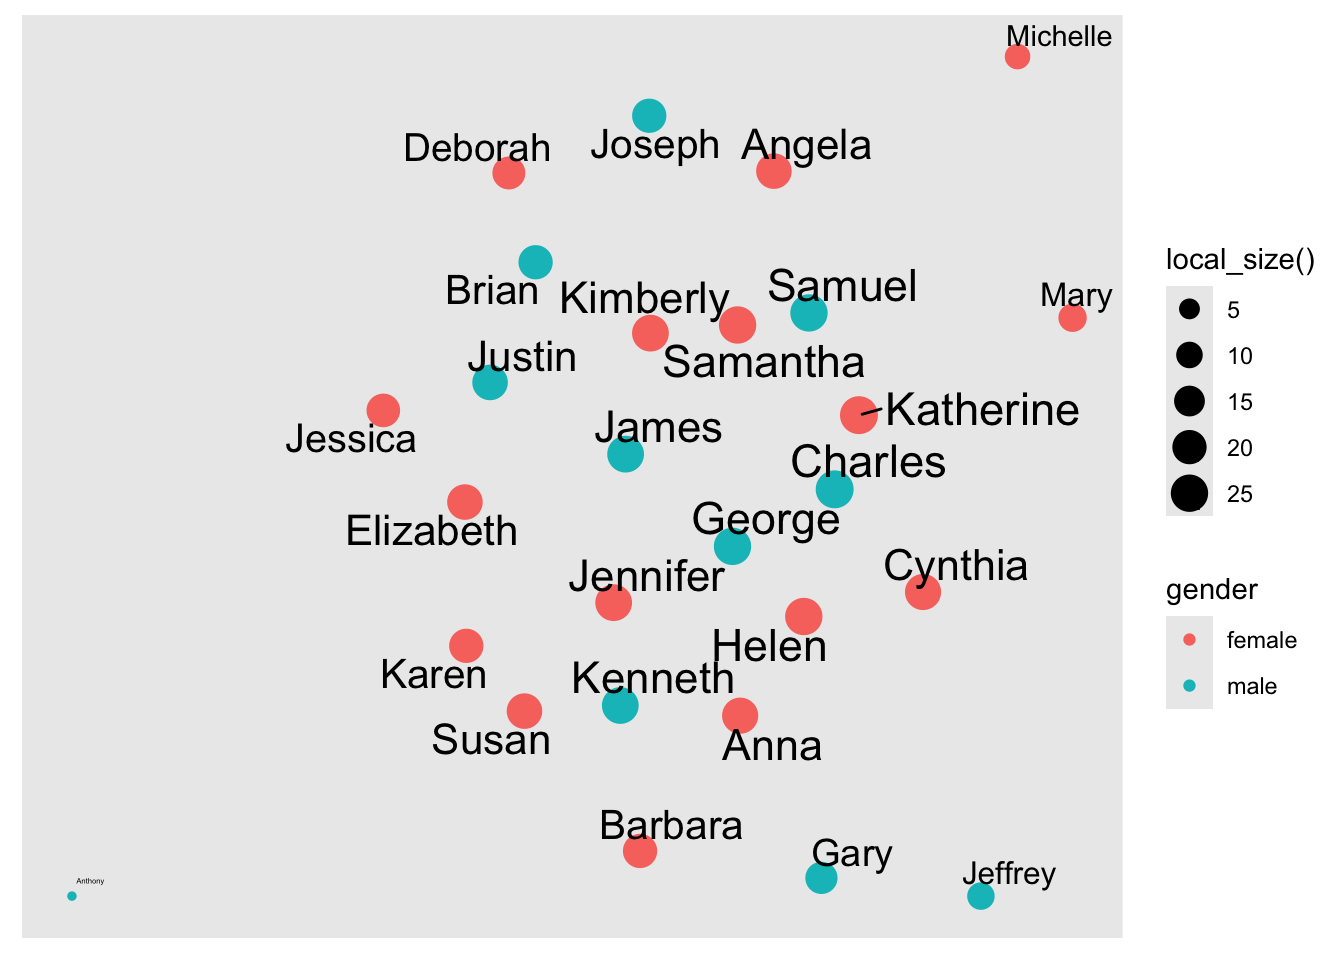 Michelle
Deborah
Joseph
Angela
Brian
Kimberly
Samuel
Mary
Justin
Samantha
Jessica
James
Katherine
Charles
Elizabeth
George
Jennifer
Cynthia
Helen
Karen
Kenneth
Susan
Anna
Barbara
Gary
Jeffrey
Anthony
local_size()
5
10
15
20
25
gender
female
male